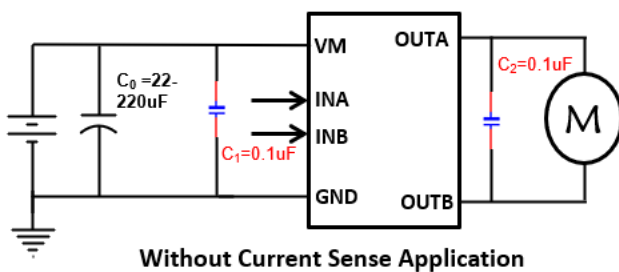 VM
OUTA
C₀ =22-
220uF
C₂=0.1uF
INA
M
INB
C₁=0.1uF
GND
OUTB
Without Current Sense Application